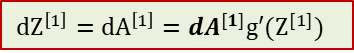 dZ[1] = dA[1] = dA[1]g′(Z[1])